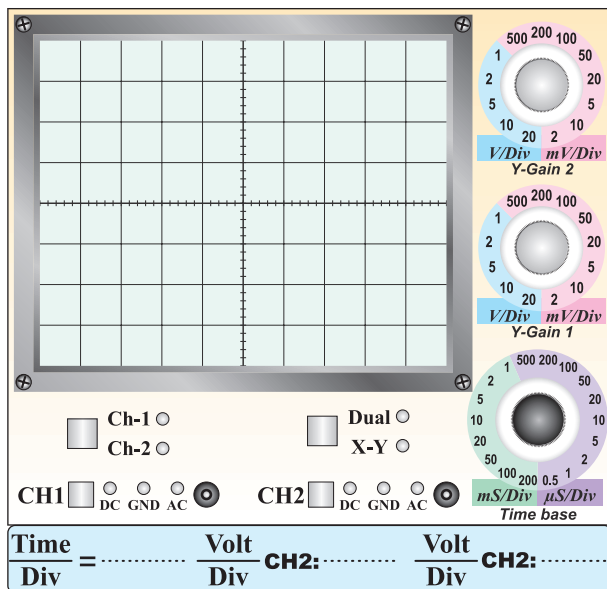 500 200 100
1 50
2 20
5 5
10 10
20 2
V/Div mV/Div
Y-Gain 2
500 200 100
1 50
2 20
5 5
10 10
20 2
V/Div mV/Div
Y-Gain 1
1 500 200 100
2 50
5 20
10 10
20 5
50 2
100 200 0.5 1
mS/Div µS/Div
Time base
Ch-1
Ch-2
Dual
X-Y
CH1 DC GND AC
CH2 DC GND AC
Time/Div = ............ Volt/Div CH2: ............ Volt/Div CH2: ............